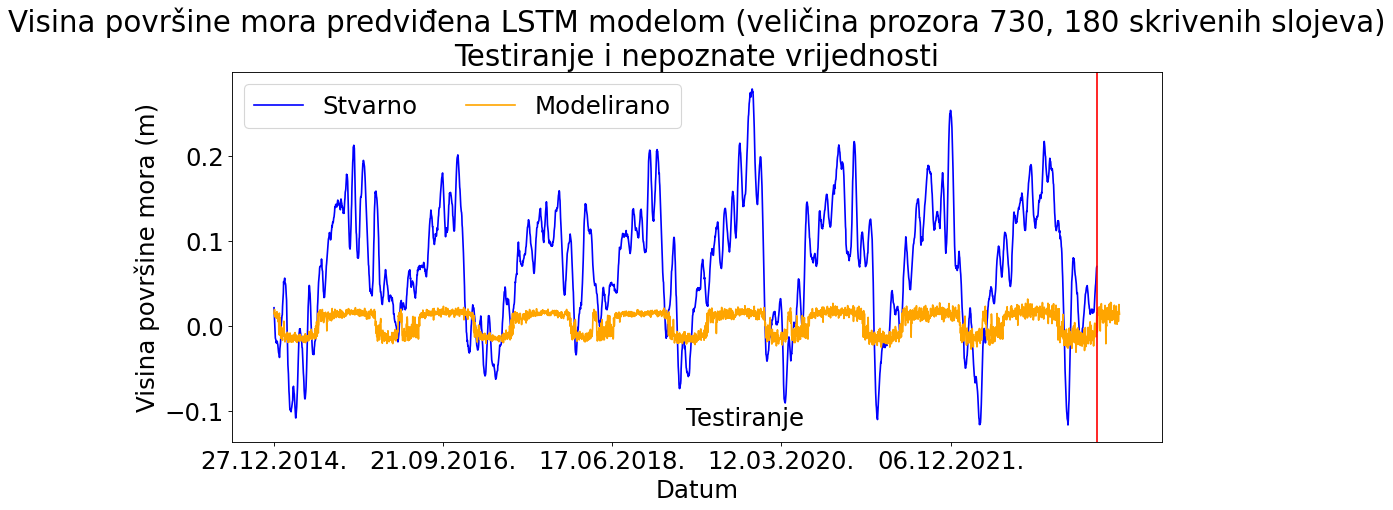 Visina površine mora predviđena LSTM modelom (veličina prozora 730, 180 skrivenih slojeva)
Testiranje i nepoznate vrijednosti
Stvarno
Modelirano
Visina površine mora (m)
0.2
0.1
0.0
−0.1
Testiranje
27.12.2014.
21.09.2016.
17.06.2018.
12.03.2020.
06.12.2021.
Datum